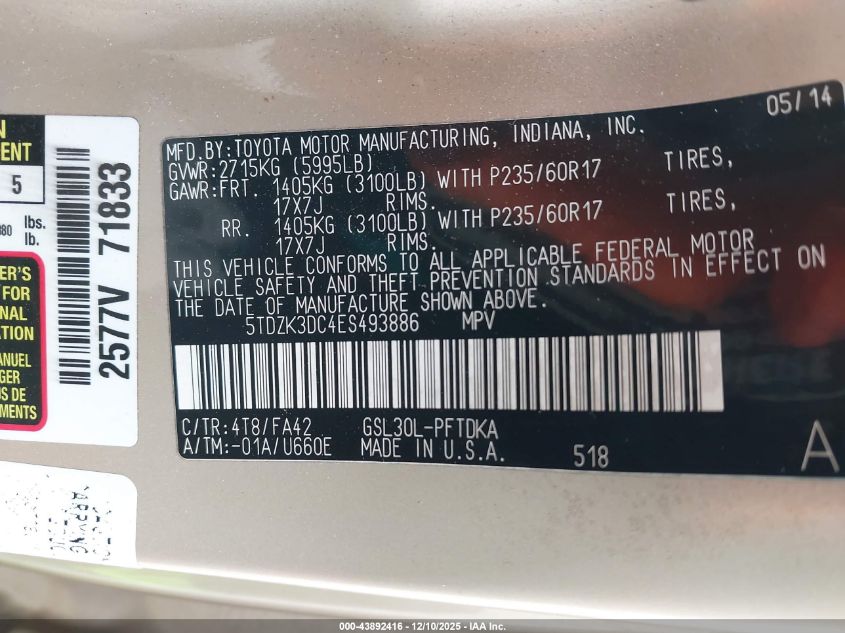 05/14
MFD.BY:TOYOTA MOTOR MANUFACTURING, INDIANA, INC.
GVWR:2715KG (5995LB)
GAWR:FRT. 1405KG (3100LB) WITH P235/60R17 TIRES,
17X7J RIMS.
RR. 1405KG (3100LB) WITH P235/60R17 TIRES,
17X7J RIMS.
THIS VEHICLE CONFORMS TO ALL APPLICABLE FEDERAL MOTOR
VEHICLE SAFETY AND THEFT PREVENTION STANDARDS IN EFFECT ON
THE DATE OF MANUFACTURE SHOWN ABOVE.
5TDZK3DC4ES493886 MPV
C/TR:4T8/FA42 GSL30L-PFTDKA
A/TM:-01A/U660E MADE IN U.S.A. 518 A
2577V 71833
5
lbs.
lb.
FOR
000-43892416 - 12/10/2025 - IAA Inc.